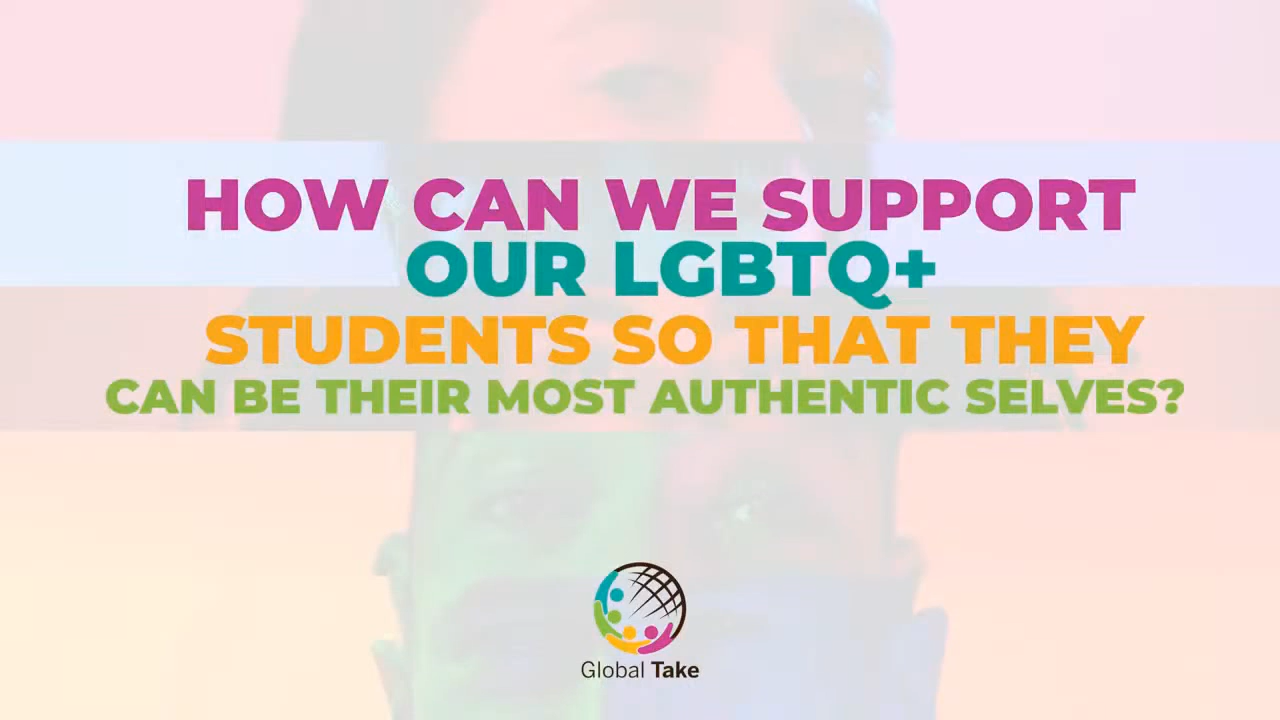 HOW CAN WE SUPPORT
OUR LGBTQ+
STUDENTS SO THAT THEY
CAN BE THEIR MOST AUTHENTIC SELVES?
Global Take